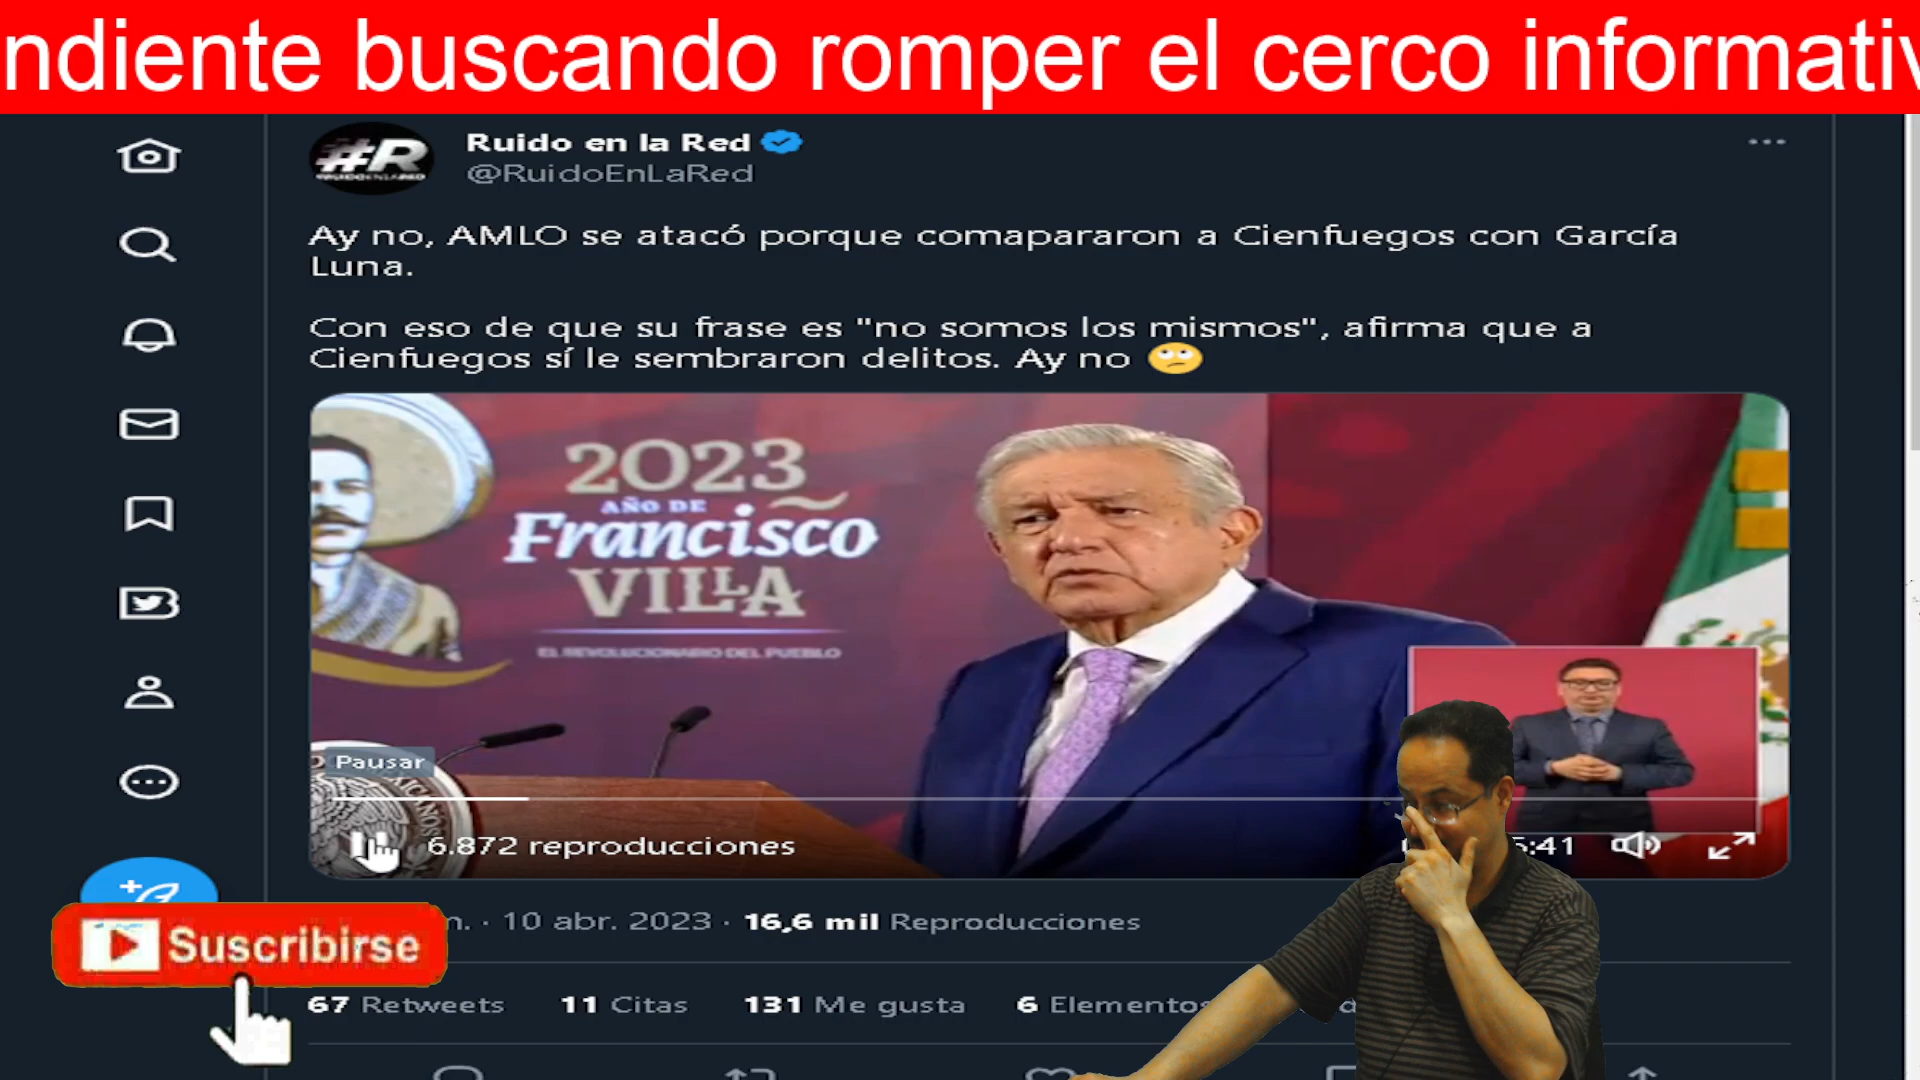 ndiente buscando romper el cerco informativ
#R
Ruido en la Red
@RuidoEnLaRed
Ay no, AMLO se atacó porque comapararon a Cienfuegos con García
Luna.
Con eso de que su frase es "no somos los mismos", afirma que a
Cienfuegos sí le sembraron delitos. Ay no 🙄
2023
AÑO DE
Francisco
VILLA
EL REVOLUCIONARIO DEL PUEBLO
Pausar
6.872 reproducciones
5:41
m. · 10 abr. 2023 · 16,6 mil Reproducciones
Suscribirse
67 Retweets 11 Citas 131 Me gusta 6 Elementos